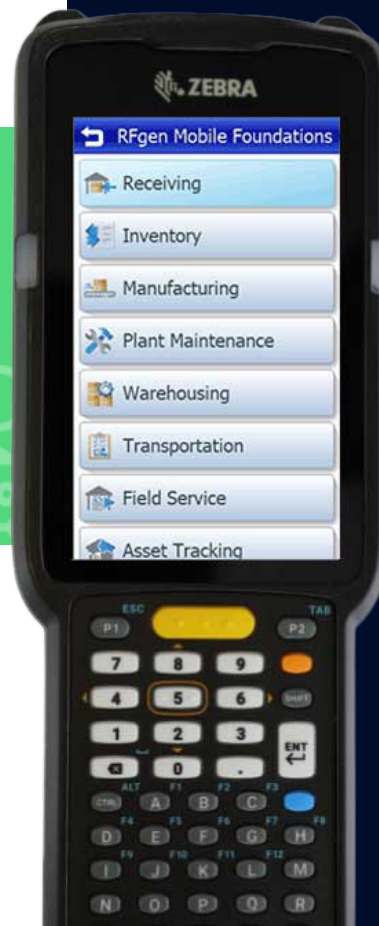 ZEBRA
RFgen Mobile Foundations
Receiving
Inventory
Manufacturing
Plant Maintenance
Warehousing
Transportation
Field Service
Asset Tracking
ESC TAB
P1 P2
7 8 9
4 5 6 SHIFT
1 2 3
ENT
0 .
ALT F1 F2 F3
CTRL A B C
F4 F5 F6 F7 F8
D E F G H
F9 F10 F11 F12
I J K L M
N O P Q R